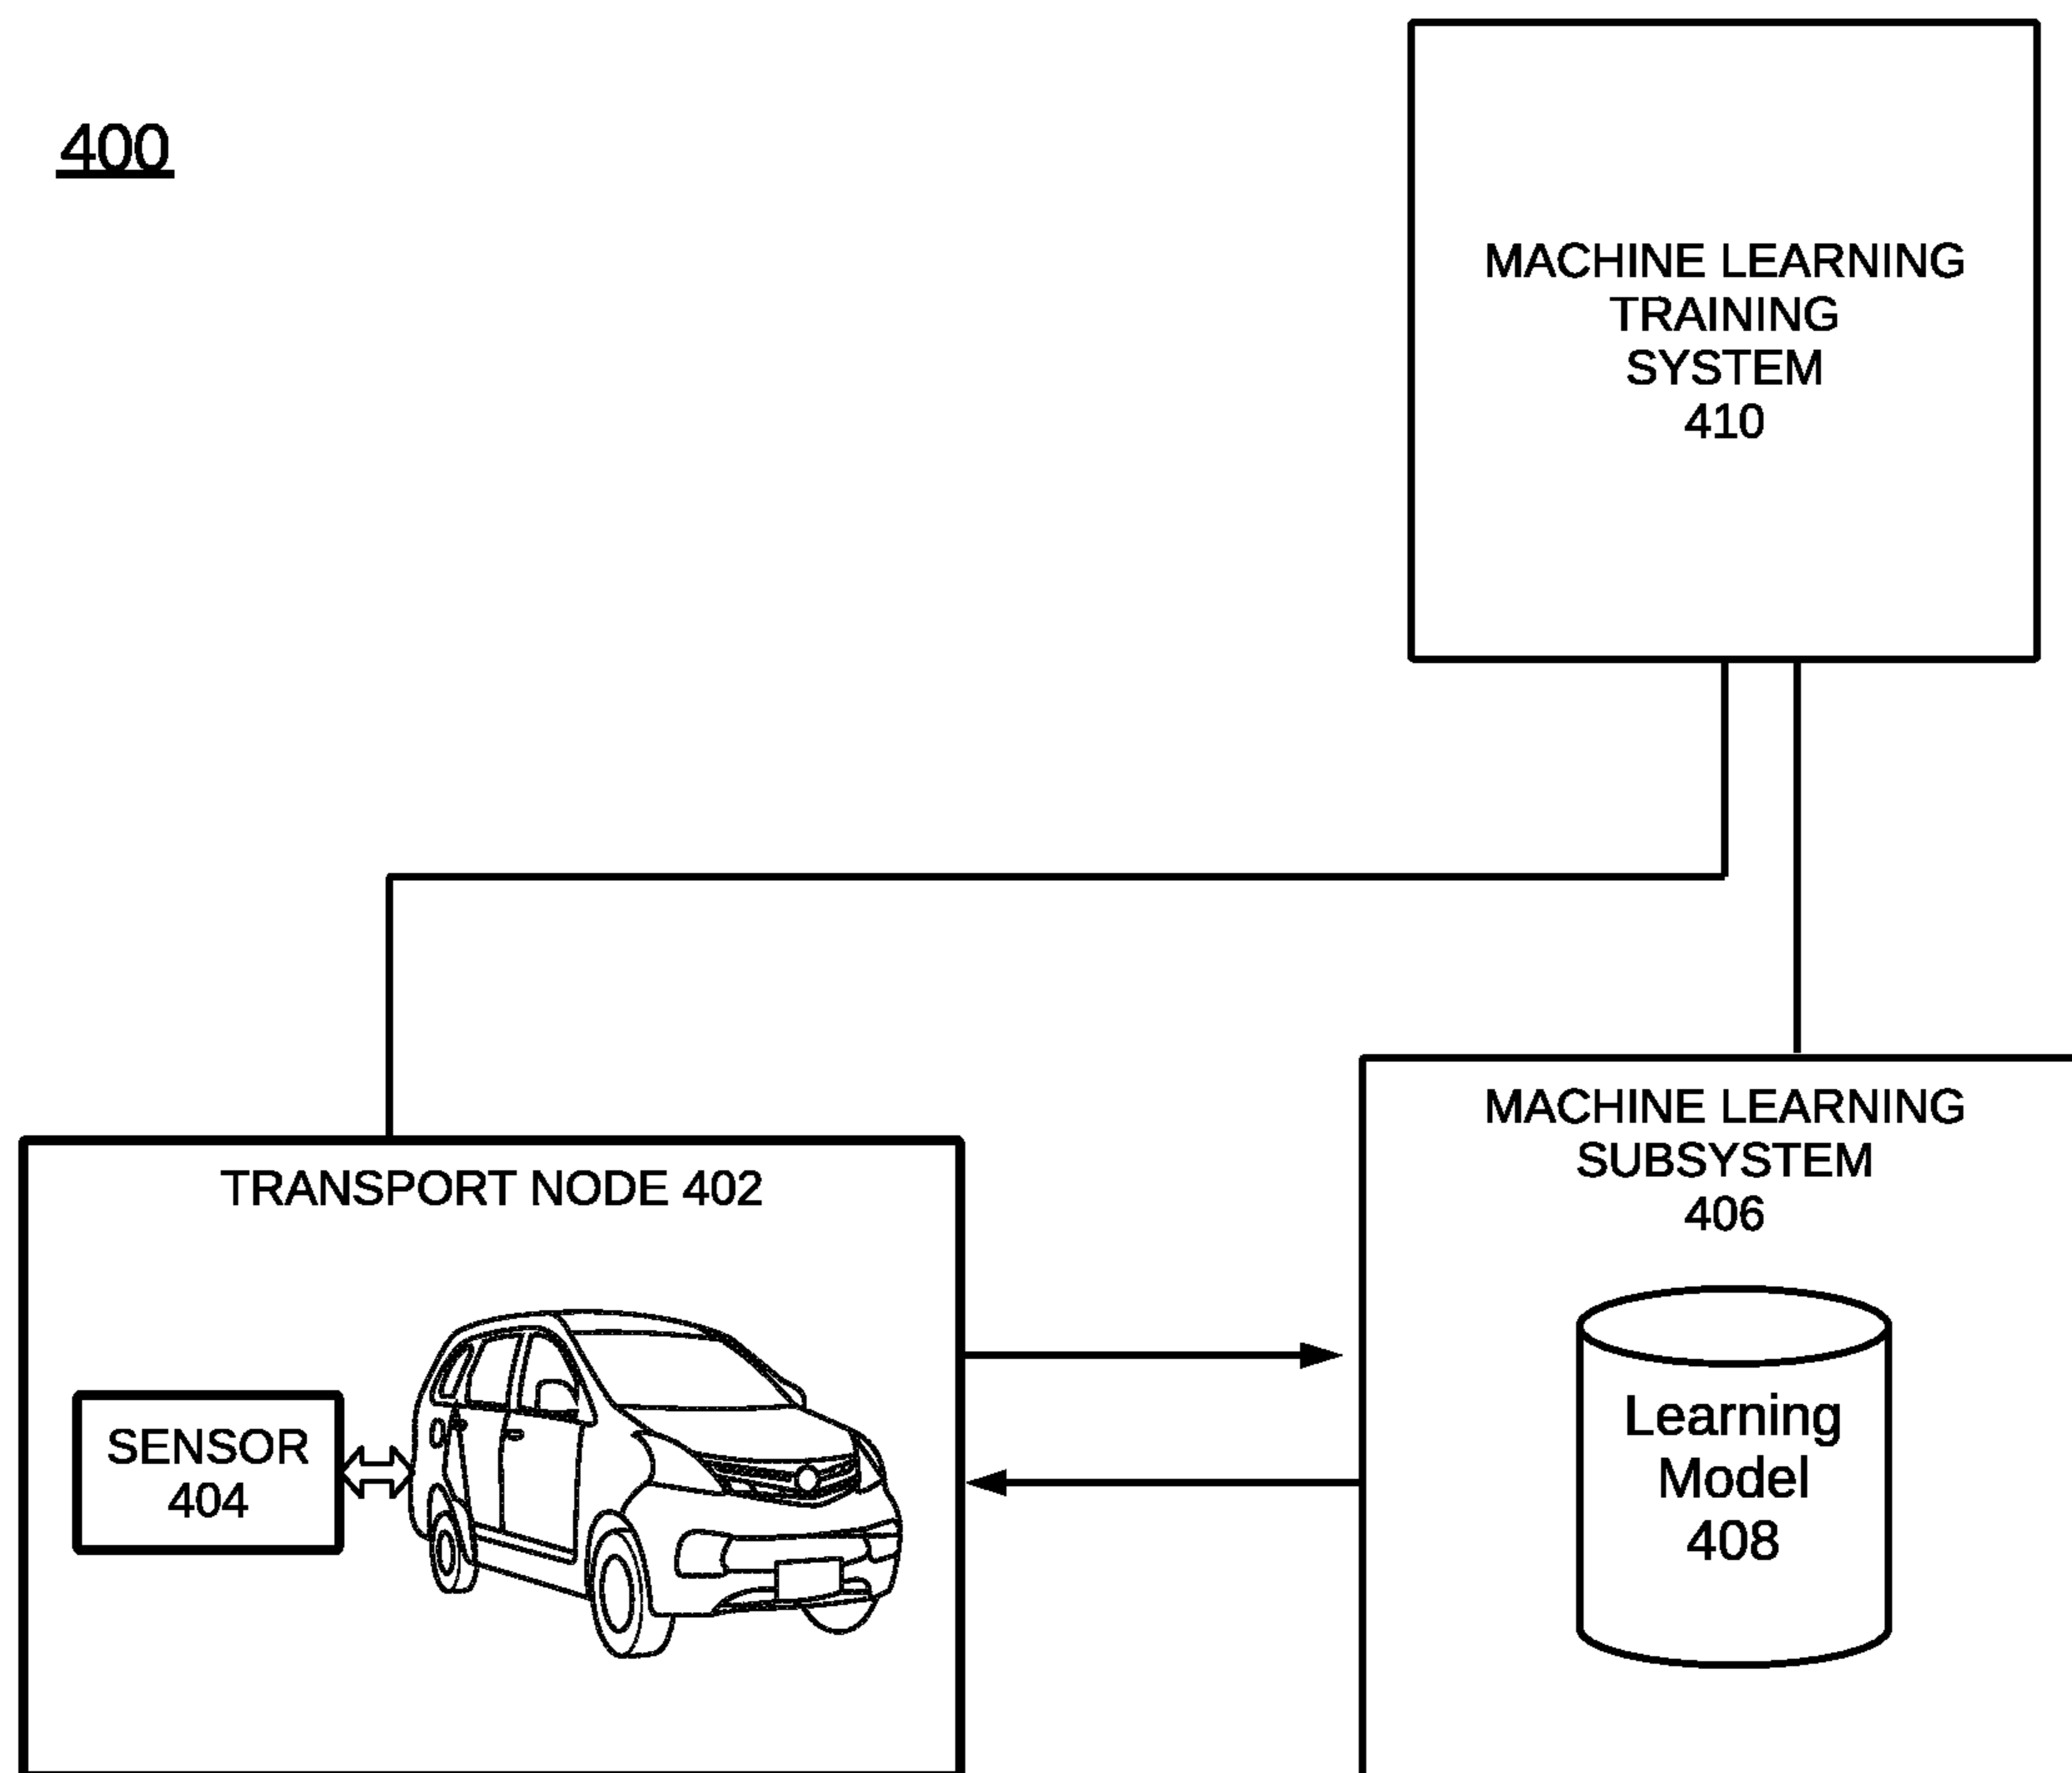 400
MACHINE LEARNING
TRAINING
SYSTEM
410
TRANSPORT NODE 402
SENSOR
404
MACHINE LEARNING
SUBSYSTEM
406
Learning
Model
408